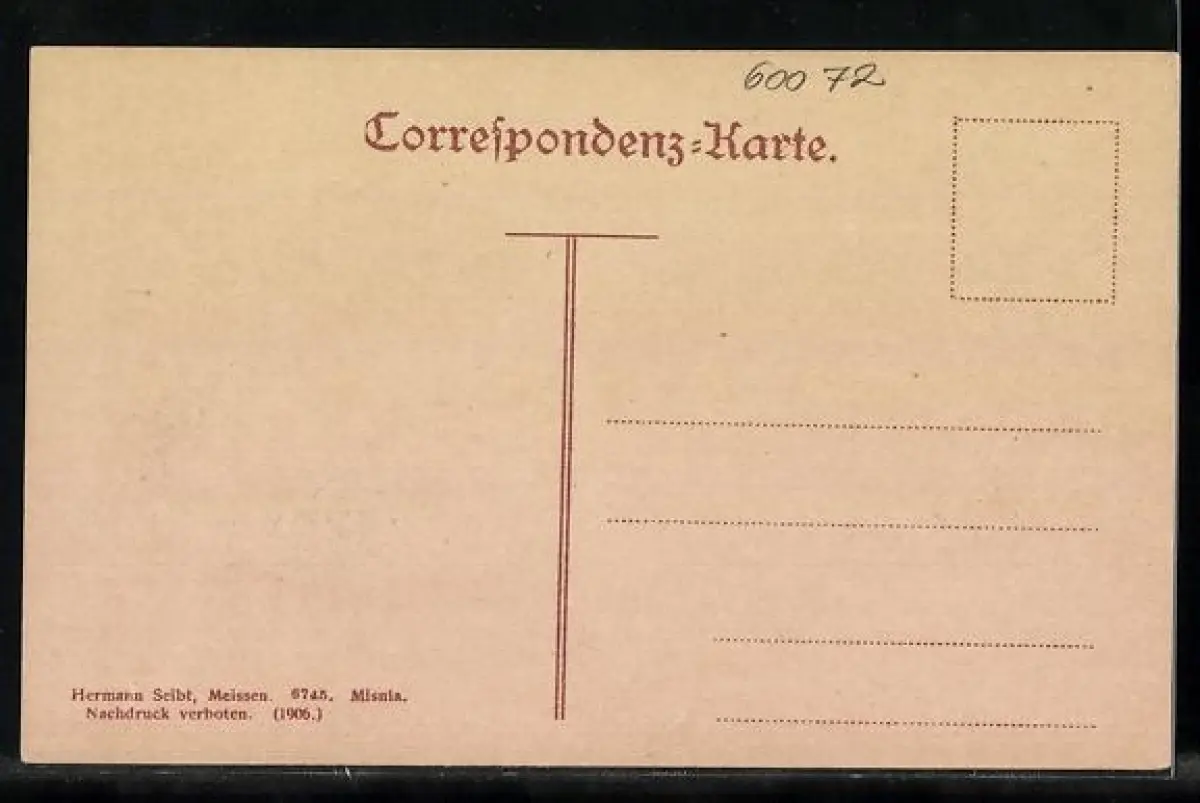 600 72
Correſpondenz-Karte.
Hermann Seibt, Meissen. 6745. Misnia.
Nachdruck verboten. (1906.)